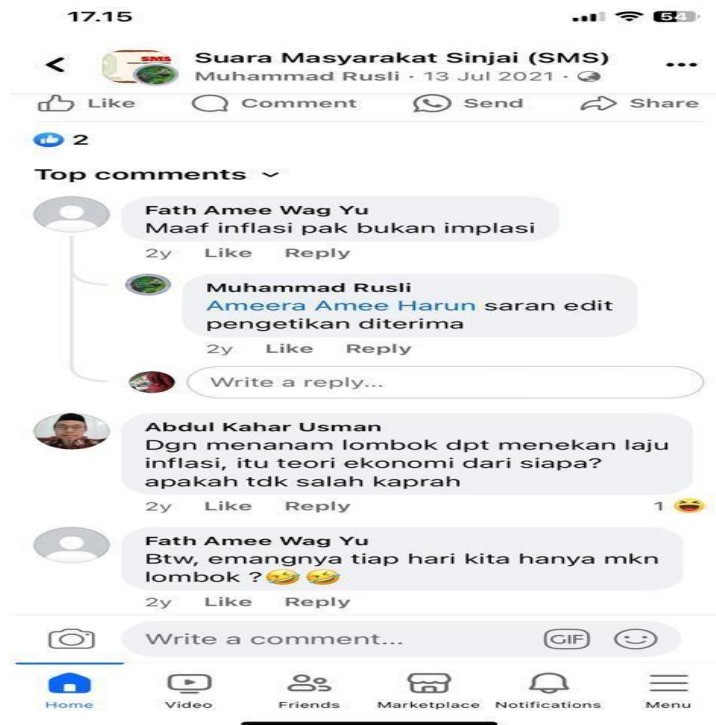 17.15
54
SMS
Suara Masyarakat Sinjai (SMS)
Muhammad Rusli · 13 Jul 2021 ·
Like Comment Send Share
2
Top comments
Fath Amee Wag Yu
Maaf inflasi pak bukan implasi
2y Like Reply
Muhammad Rusli
Ameera Amee Harun saran edit
pengetikan diterima
2y Like Reply
Write a reply...
Abdul Kahar Usman
Dgn menanam lombok dpt menekan laju
inflasi, itu teori ekonomi dari siapa?
apakah tdk salah kaprah
2y Like Reply 1
Fath Amee Wag Yu
Btw, emangnya tiap hari kita hanya mkn
lombok ?🤣🤣
2y Like Reply
Write a comment... GIF
Home Video Friends Marketplace Notifications Menu